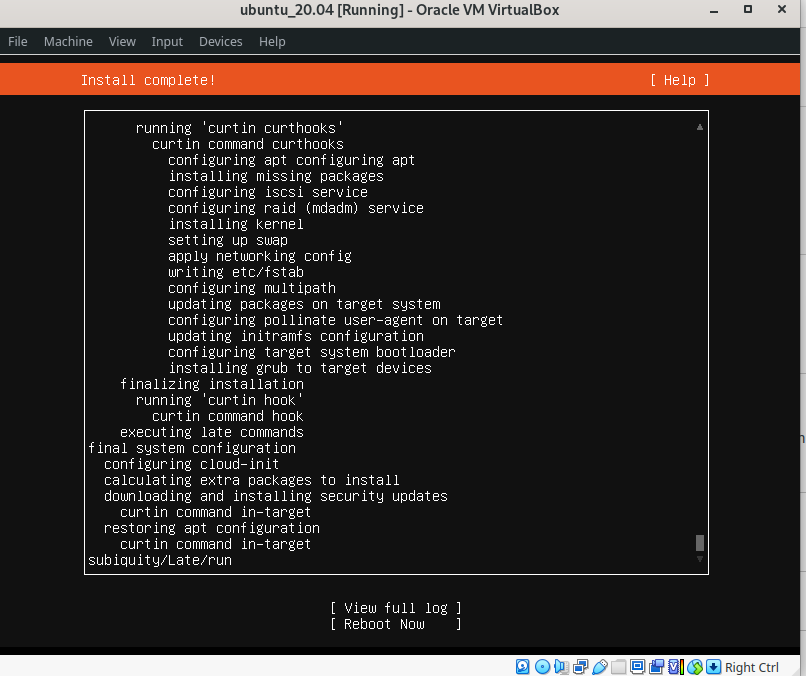 ubuntu_20.04 [Running] - Oracle VM VirtualBox
File Machine View Input Devices Help
Install complete! [ Help ]
running 'curtin curthooks'
curtin command curthooks
configuring apt configuring apt
installing missing packages
configuring iscsi service
configuring raid (mdadm) service
installing kernel
setting up swap
apply networking config
writing etc/fstab
configuring multipath
updating packages on target system
configuring pollinate user-agent on target
updating initramfs configuration
configuring target system bootloader
installing grub to target devices
finalizing installation
running 'curtin hook'
curtin command hook
executing late commands
final system configuration
configuring cloud-init
calculating extra packages to install
downloading and installing security updates
curtin command in-target
restoring apt configuration
curtin command in-target
subiquity/Late/run
[ View full log ]
[ Reboot Now ]
Right Ctrl